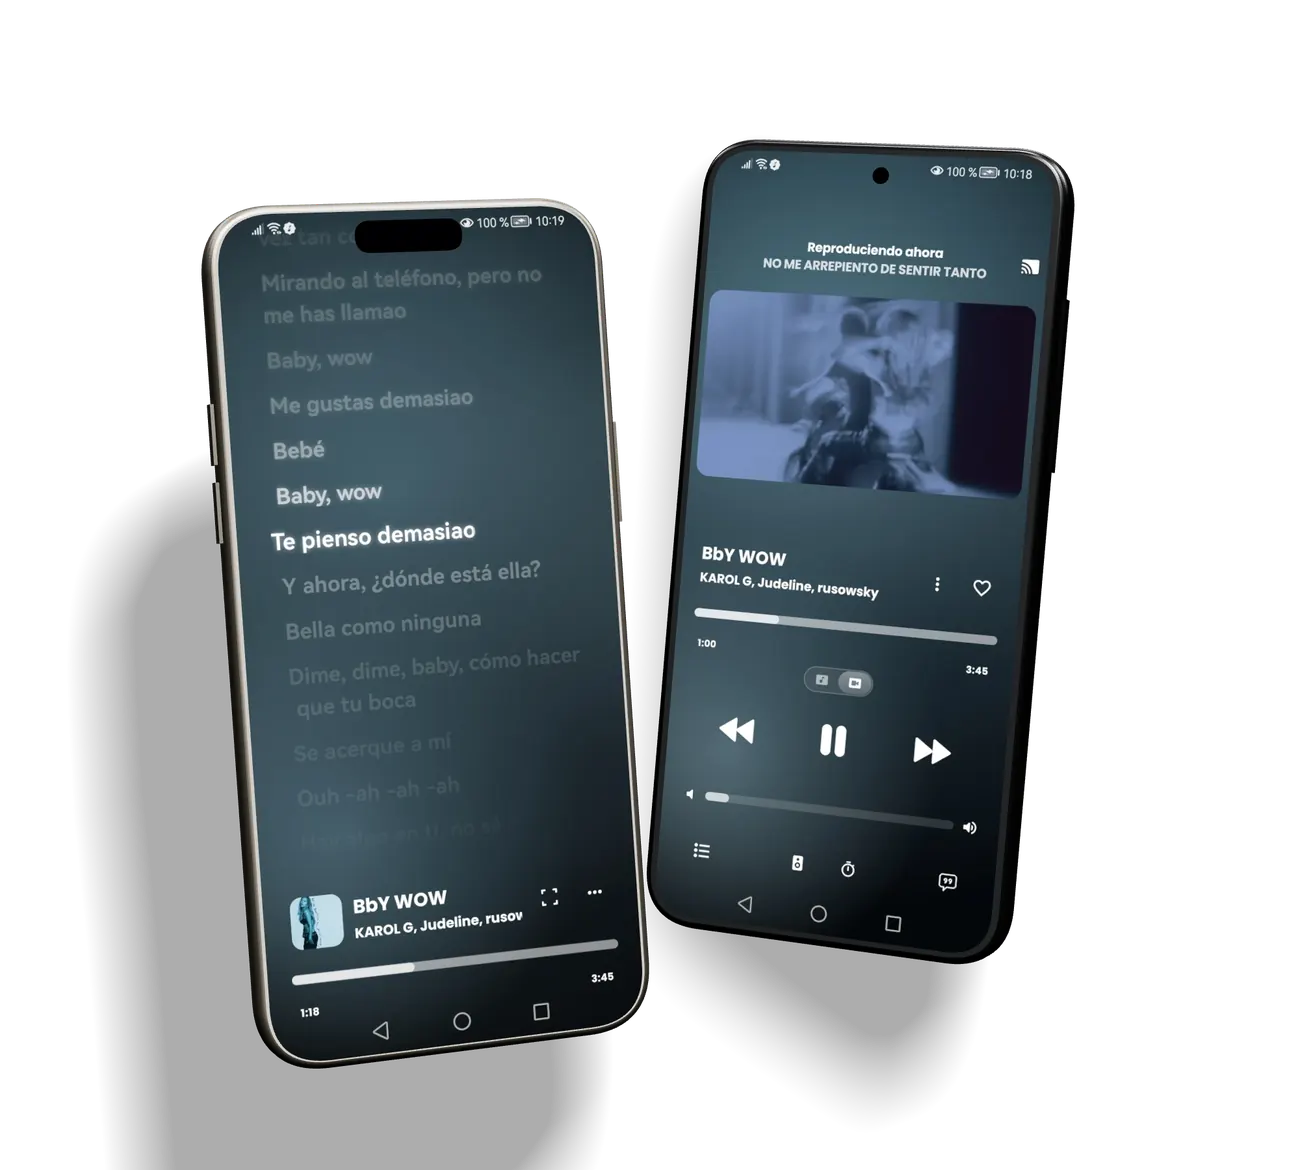 10:19
100 %
vez tan
Mirando al teléfono, pero no
me has llamao
Baby, wow
Me gustas demasiao
Bebé
Baby, wow
Te pienso demasiao
Y ahora, ¿dónde está ella?
Bella como ninguna
Dime, dime, baby, cómo hacer
que tu boca
Se acerque a mí
Ouh -ah -ah -ah
BbY WOW
KAROL G, Judeline, rusov
3:45
1:18
100 % 10:18
Reproduciendo ahora
NO ME ARREPIENTO DE SENTIR TANTO
BbY WOW
KAROL G, Judeline, rusowsky
1:00
3:45